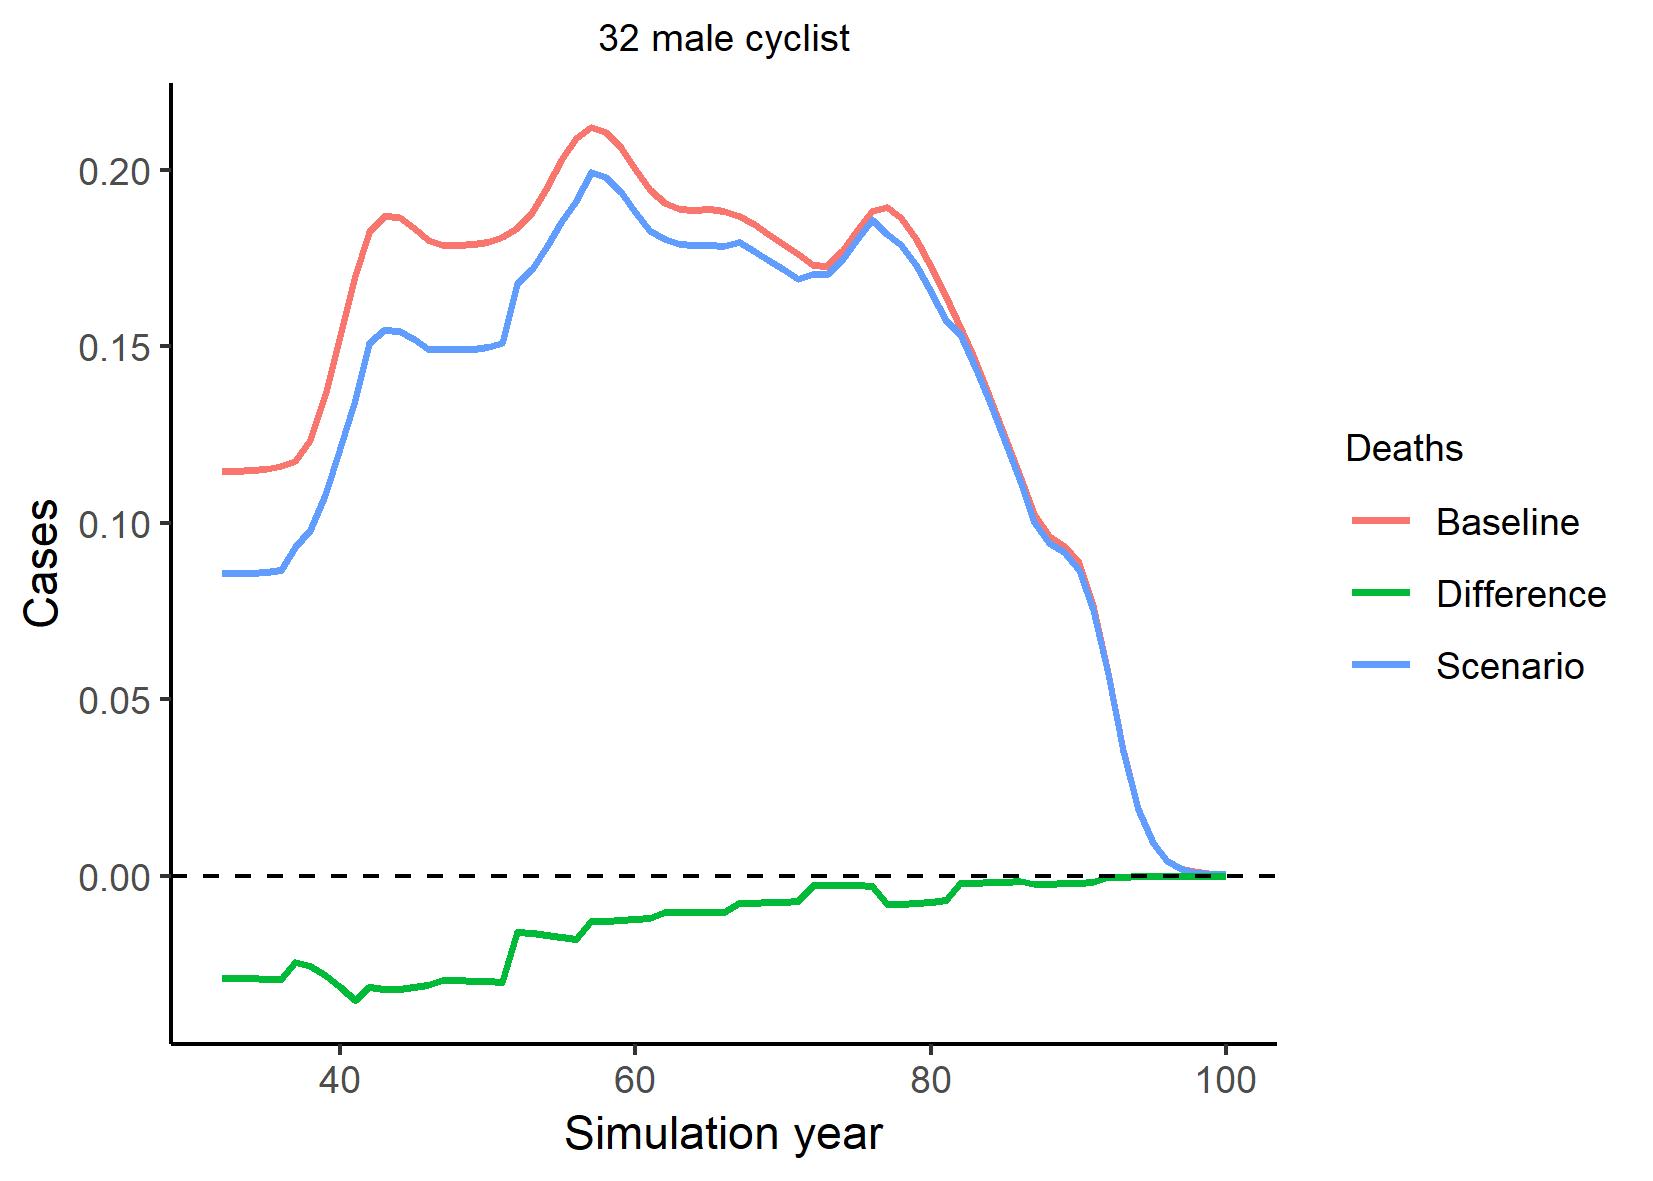 32 male cyclist
Cases
0.20
0.15
0.10
0.05
0.00
40 60 80 100
Simulation year
Deaths
Baseline
Difference
Scenario